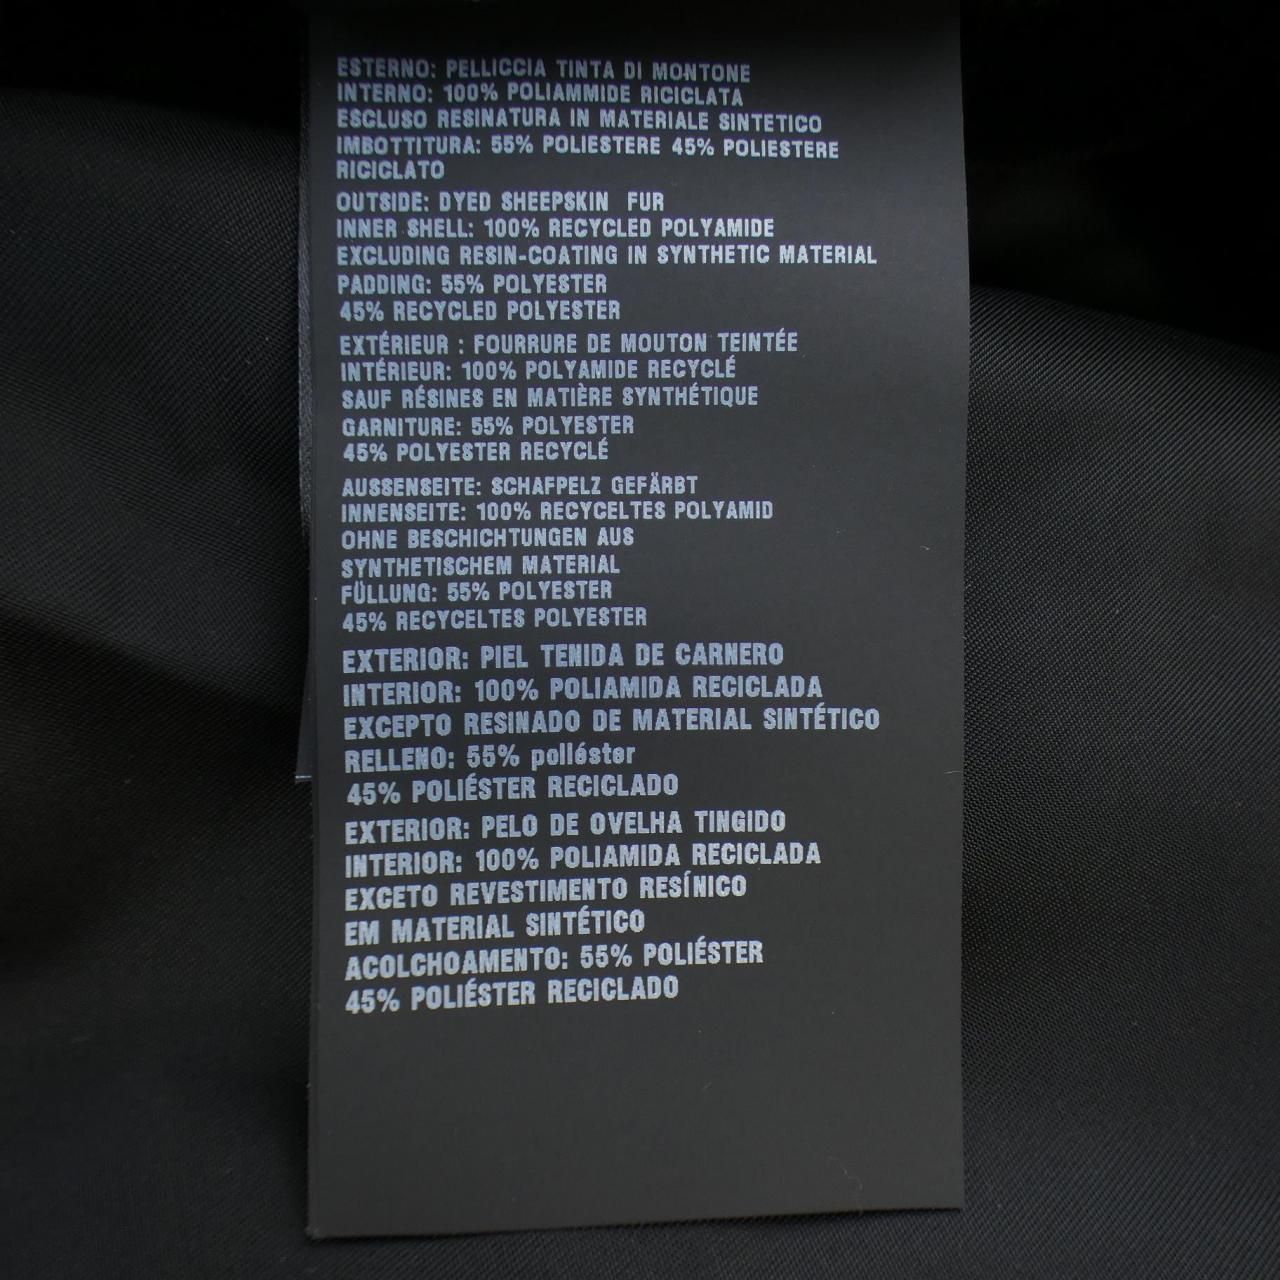 ESTERNO: PELLICCIA TINTA DI MONTONE
INTERNO: 100% POLIAMMIDE RICICLATA
ESCLUSO RESINATURA IN MATERIALE SINTETICO
IMBOTTITURA: 55% POLIESTERE 45% POLIESTERE
RICICLATO
OUTSIDE: DYED SHEEPSKIN FUR
INNER SHELL: 100% RECYCLED POLYAMIDE
EXCLUDING RESIN-COATING IN SYNTHETIC MATERIAL
PADDING: 55% POLYESTER
45% RECYCLED POLYESTER
EXTÉRIEUR : FOURRURE DE MOUTON TEINTÉE
INTÉRIEUR: 100% POLYAMIDE RECYCLÉ
SAUF RÉSINES EN MATIÈRE SYNTHÉTIQUE
GARNITURE: 55% POLYESTER
45% POLYESTER RECYCLÉ
AUSSENSEITE: SCHAFPELZ GEFÄRBT
INNENSEITE: 100% RECYCELTES POLYAMID
OHNE BESCHICHTUNGEN AUS
SYNTHETISCHEM MATERIAL
FÜLLUNG: 55% POLYESTER
45% RECYCELTES POLYESTER
EXTERIOR: PIEL TENIDA DE CARNERO
INTERIOR: 100% POLIAMIDA RECICLADA
EXCEPTO RESINADO DE MATERIAL SINTÉTICO
RELLENO: 55% poliéster
45% POLIÉSTER RECICLADO
EXTERIOR: PELO DE OVELHA TINGIDO
INTERIOR: 100% POLIAMIDA RECICLADA
EXCETO REVESTIMENTO RESÍNICO
EM MATERIAL SINTÉTICO
ACOLCHOAMENTO: 55% POLIÉSTER
45% POLIÉSTER RECICLADO